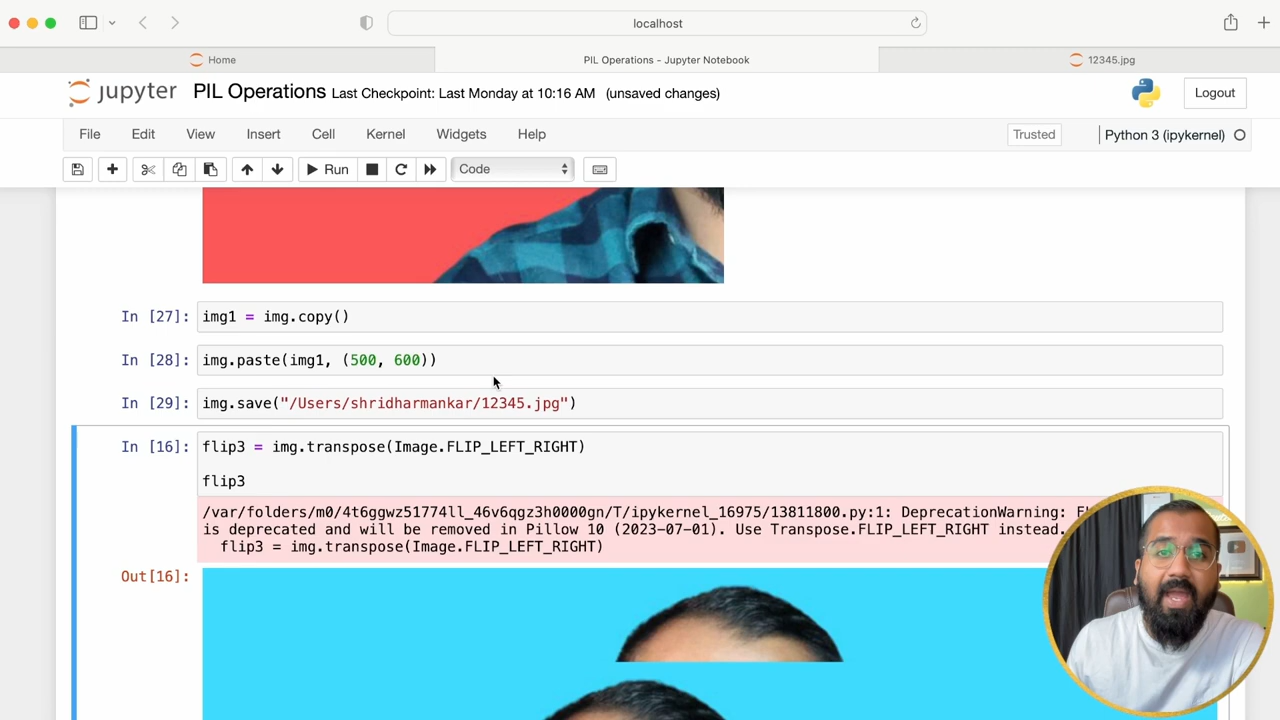 localhost
Home
PIL Operations - Jupyter Notebook
12345.jpg
jupyter PIL Operations Last Checkpoint: Last Monday at 10:16 AM (unsaved changes)
Logout
File Edit View Insert Cell Kernel Widgets Help
Trusted
Python 3 (ipykernel)
Run
Code
In [27]: img1 = img.copy()
In [28]: img.paste(img1, (500, 600))
In [29]: img.save("/Users/shridharmankar/12345.jpg")
In [16]: flip3 = img.transpose(Image.FLIP_LEFT_RIGHT)
flip3
/var/folders/m0/4t6ggwz51774ll_46v6qgz3h0000gn/T/ipykernel_16975/13811800.py:1: DeprecationWarning:
is deprecated and will be removed in Pillow 10 (2023-07-01). Use Transpose.FLIP_LEFT_RIGHT instead.
flip3 = img.transpose(Image.FLIP_LEFT_RIGHT)
Out[16]: